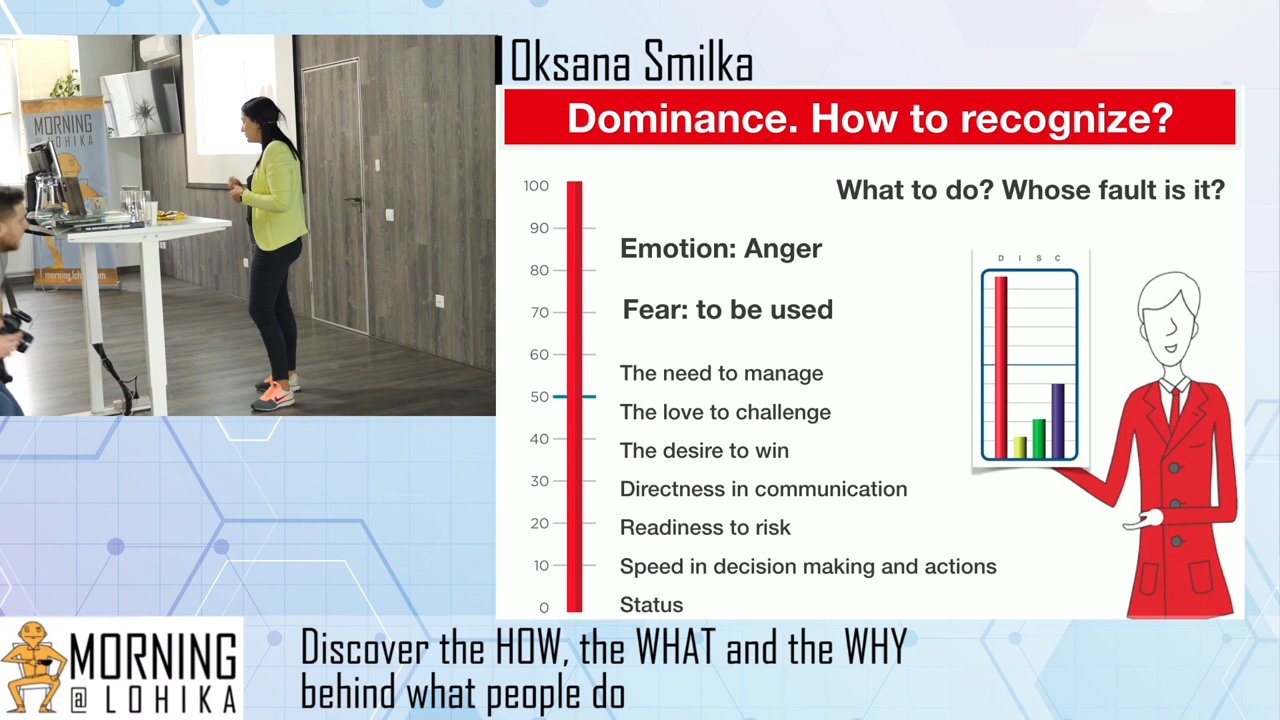 Oksana Smilka
Dominance. How to recognize?
What to do? Whose fault is it?
100
90
80
70
60
50
40
30
20
10
0
Emotion: Anger
Fear: to be used
The need to manage
The love to challenge
The desire to win
Directness in communication
Readiness to risk
Speed in decision making and actions
Status
D I S C
MORNING
@LOHIKA
morning.lohika.com
MORNING
@LOHIKA
Discover the HOW, the WHAT and the WHY
behind what people do